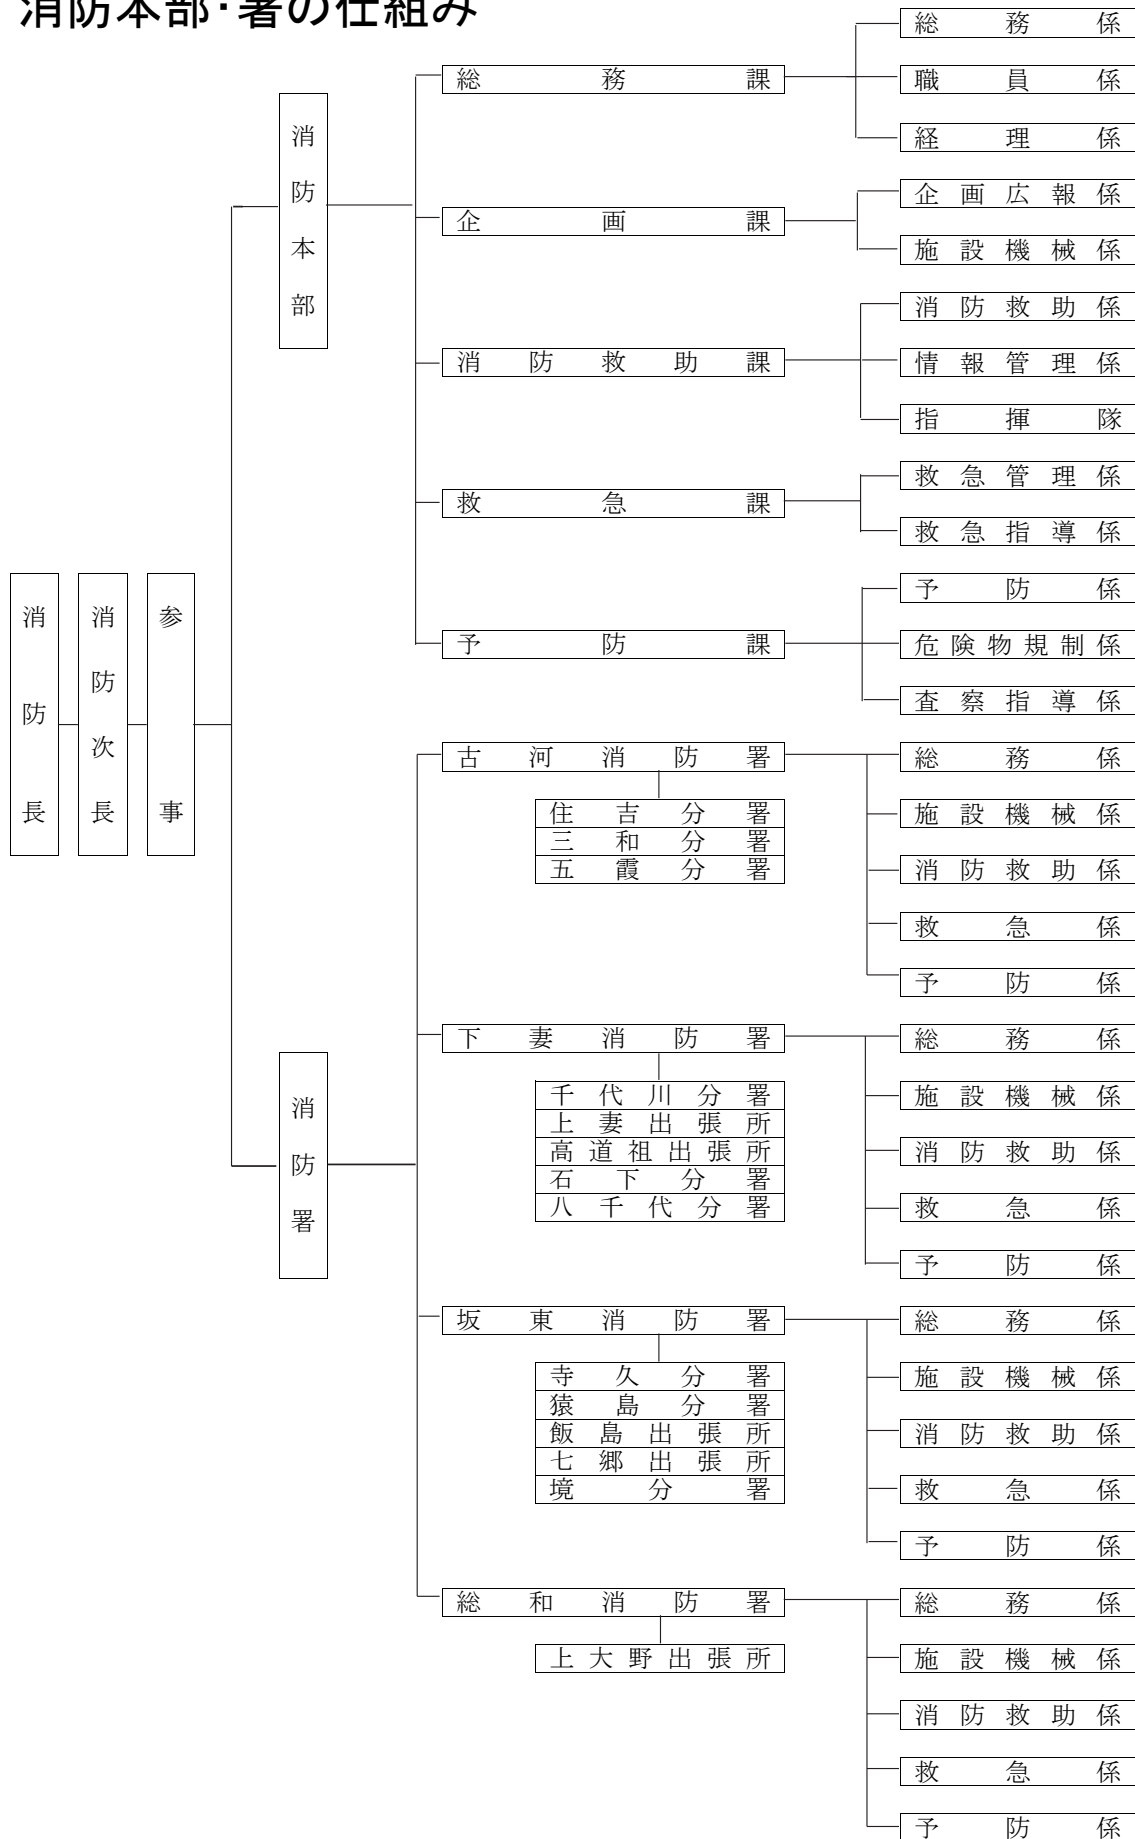 消防本部･署の仕組み
消防長
消防次長
参事
消防本部
総務課
総務係
職員係
経理係
企画課
企画広報係
施設機械係
消防救助課
消防救助係
情報管理係
指揮隊
救急課
救急管理係
救急指導係
予防課
予防係
危険物規制係
査察指導係
消防署
古河消防署
住吉分署
三和分署
五霞分署
総務係
施設機械係
消防救助係
救急係
予防係
下妻消防署
千代川分署
上妻出張所
高道祖出張所
石下分署
八千代分署
総務係
施設機械係
消防救助係
救急係
予防係
坂東消防署
寺久分署
猿島分署
飯島出張所
七郷出張所
境分署
総務係
施設機械係
消防救助係
救急係
予防係
総和消防署
上大野出張所
総務係
施設機械係
消防救助係
救急係
予防係